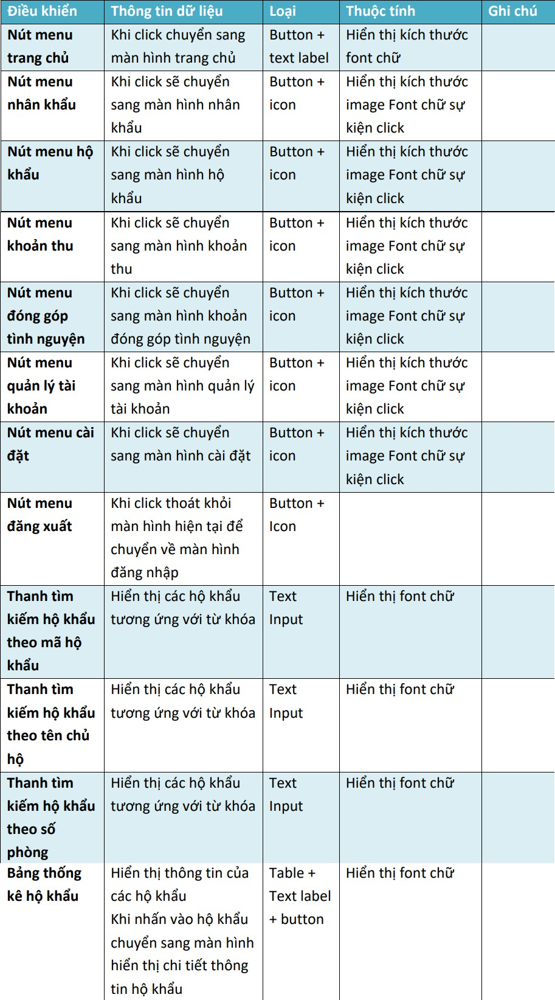 Điều khiển Thông tin dữ liệu Loại Thuộc tính Ghi chú
Nút menu Khi click chuyển sang Button + Hiển thị kích thước
trang chủ màn hình trang chủ text label font chữ
Nút menu Khi click sẽ chuyển Button + Hiển thị kích thước
nhân khẩu sang màn hình nhân icon image Font chữ sự
khẩu kiện click
Nút menu hộ Khi click sẽ chuyển Button + Hiển thị kích thước
khẩu sang màn hình hộ icon image Font chữ sự
khẩu kiện click
Nút menu Khi click sẽ chuyển Button + Hiển thị kích thước
khoản thu sang màn hình khoản icon image Font chữ sự
thu kiện click
Nút menu Khi click sẽ chuyển Button + Hiển thị kích thước
đóng góp sang màn hình khoản icon image Font chữ sự
tình nguyện đóng góp tình nguyện kiện click
Nút menu Khi click sẽ chuyển Button + Hiển thị kích thước
quản lý tài sang màn hình quản lý icon image Font chữ sự
khoản tài khoản kiện click
Nút menu cài Khi click sẽ chuyển Button + Hiển thị kích thước
đặt sang màn hình cài đặt icon image Font chữ sự
kiện click
Nút menu Khi click thoát khỏi Button +
đăng xuất màn hình hiện tại để Icon
chuyển về màn hình
đăng nhập
Thanh tìm Hiển thị các hộ khẩu Text Hiển thị font chữ
kiếm hộ khẩu tương ứng với từ khóa Input
theo mã hộ
khẩu
Thanh tìm Hiển thị các hộ khẩu Text Hiển thị font chữ
kiếm hộ khẩu tương ứng với từ khóa Input
theo tên chủ
hộ
Thanh tìm Hiển thị các hộ khẩu Text Hiển thị font chữ
kiếm hộ khẩu tương ứng với từ khóa Input
theo số
phòng
Bảng thống Hiển thị thông tin của Table + Hiển thị font chữ
kê hộ khẩu các hộ khẩu Text label
Khi nhấn vào hộ khẩu + button
chuyển sang màn hình
hiển thị chi tiết thông
tin hộ khẩu